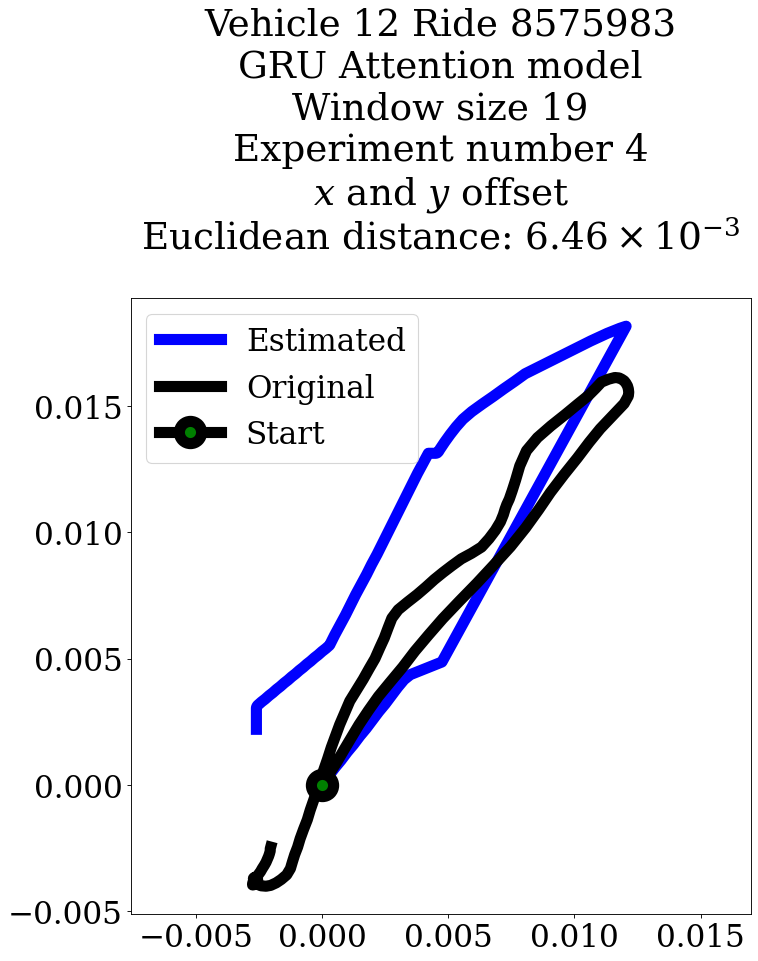 Vehicle 12 Ride 8575983
GRU Attention model
Window size 19
Experiment number 4
x and y offset
Euclidean distance: 6.46 × 10⁻³
Estimated
Original
Start
0.015
0.010
0.005
0.000
−0.005
−0.005 0.000 0.005 0.010 0.015